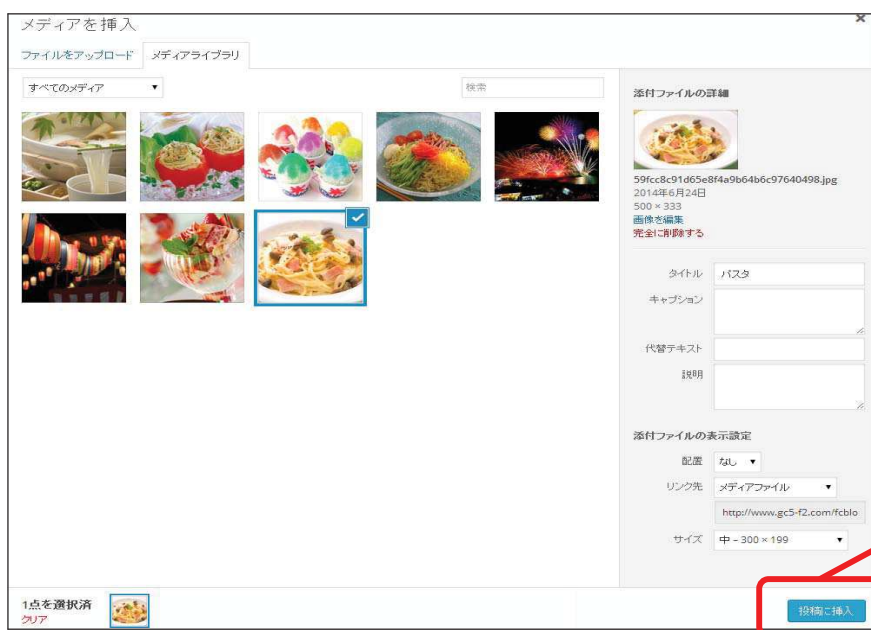 メディアを挿入
×
ファイルをアップロード メディアライブラリ
すべてのメディア ▼
検索
添付ファイルの詳細
59fcc8c91d65e8f4a9b64b6c97640498.jpg
2014年6月24日
500 × 333
画像を編集
完全に削除する
タイトル パスタ
キャプション
代替テキスト
説明
添付ファイルの表示設定
配置 なし ▼
リンク先 メディアファイル ▼
http://www.gc5-f2.com/fcblo
サイズ 中 – 300 × 199 ▼
1点を選択済
クリア
投稿に挿入